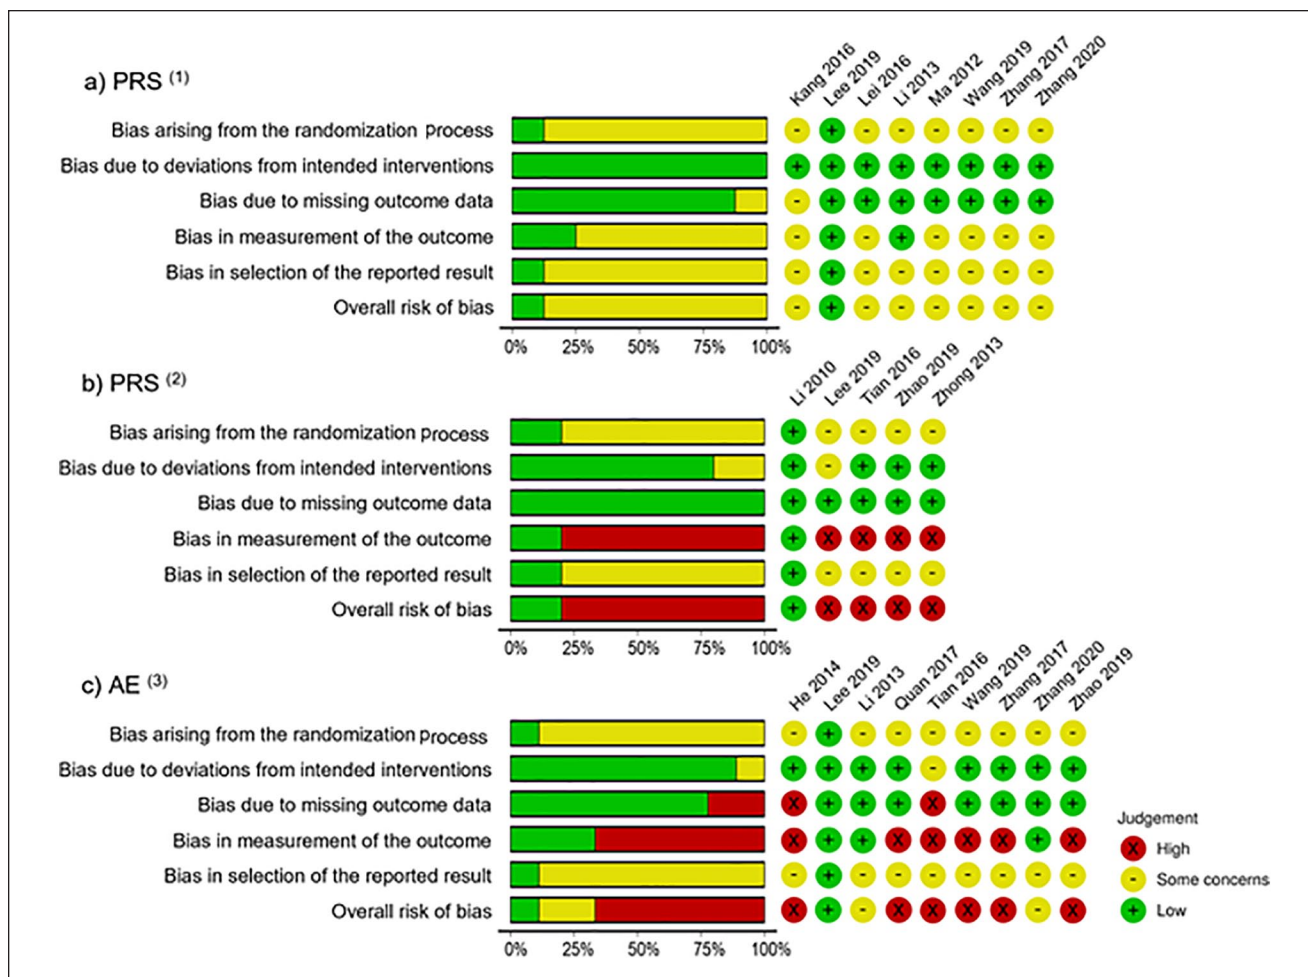 a) PRS (1)
Kang 2016 Lee 2019 Lei 2016 Li 2013 Ma 2012 Wang 2019 Zhang 2017 Zhang 2020
Bias arising from the randomization process - + - - - - - -
Bias due to deviations from intended interventions + + + + + + + +
Bias due to missing outcome data - + + + + + + +
Bias in measurement of the outcome - + - + - - - -
Bias in selection of the reported result - + - - - - - -
Overall risk of bias - + - - - - - -
0% 25% 50% 75% 100%
b) PRS (2)
Li 2010 Lee 2019 Tian 2016 Zhao 2019 Zhong 2013
Bias arising from the randomization process + - - - -
Bias due to deviations from intended interventions + - + + +
Bias due to missing outcome data + + + + +
Bias in measurement of the outcome + X X X X
Bias in selection of the reported result + - - - -
Overall risk of bias + X X X X
0% 25% 50% 75% 100%
c) AE (3)
He 2014 Lee 2019 Li 2013 Quan 2017 Tian 2016 Wang 2019 Zhang 2017 Zhang 2020 Zhao 2019
Bias arising from the randomization process - + - - - - - - -
Bias due to deviations from intended interventions + + + + - + + + +
Bias due to missing outcome data X + + + X + + + +
Bias in measurement of the outcome X + + X X X X + X
Bias in selection of the reported result - + - - - - - - -
Overall risk of bias X + - X X X X - X
0% 25% 50% 75% 100%
Judgement
X High
- Some concerns
+ Low